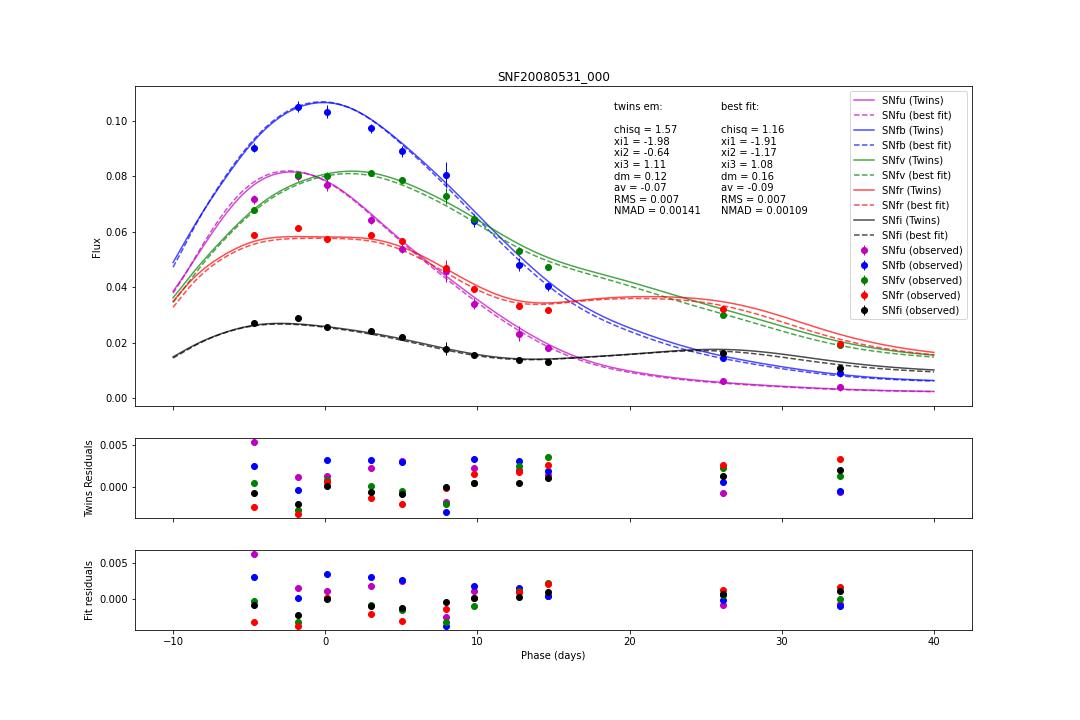 SNF20080531_000
twins em:
chisq = 1.57
xi1 = -1.98
xi2 = -0.64
xi3 = 1.11
dm = 0.12
av = -0.07
RMS = 0.007
NMAD = 0.00141
best fit:
chisq = 1.16
xi1 = -1.91
xi2 = -1.17
xi3 = 1.08
dm = 0.16
av = -0.09
RMS = 0.007
NMAD = 0.00109
SNfu (Twins)
SNfu (best fit)
SNfb (Twins)
SNfb (best fit)
SNfv (Twins)
SNfv (best fit)
SNfr (Twins)
SNfr (best fit)
SNfi (Twins)
SNfi (best fit)
SNfu (observed)
SNfb (observed)
SNfv (observed)
SNfr (observed)
SNfi (observed)
Flux
0.10
0.08
0.06
0.04
0.02
0.00
Twins Residuals
0.005
0.000
Fit residuals
0.005
0.000
−10
0
10
20
30
40
Phase (days)